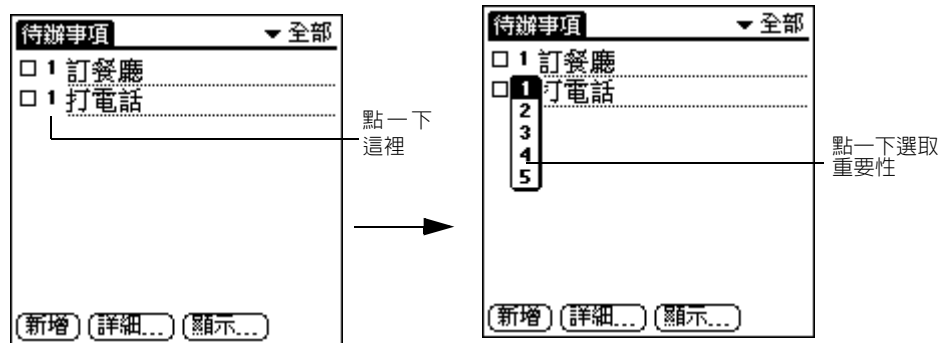 待辦事項 ▼ 全部
□ 1 訂餐廳
□ 1 打電話
點一下
這裡
新增 詳細... 顯示...
待辦事項 ▼ 全部
□ 1 訂餐廳
□ 1 打電話
2
3
4
5
點一下選取
重要性
新增 詳細... 顯示...